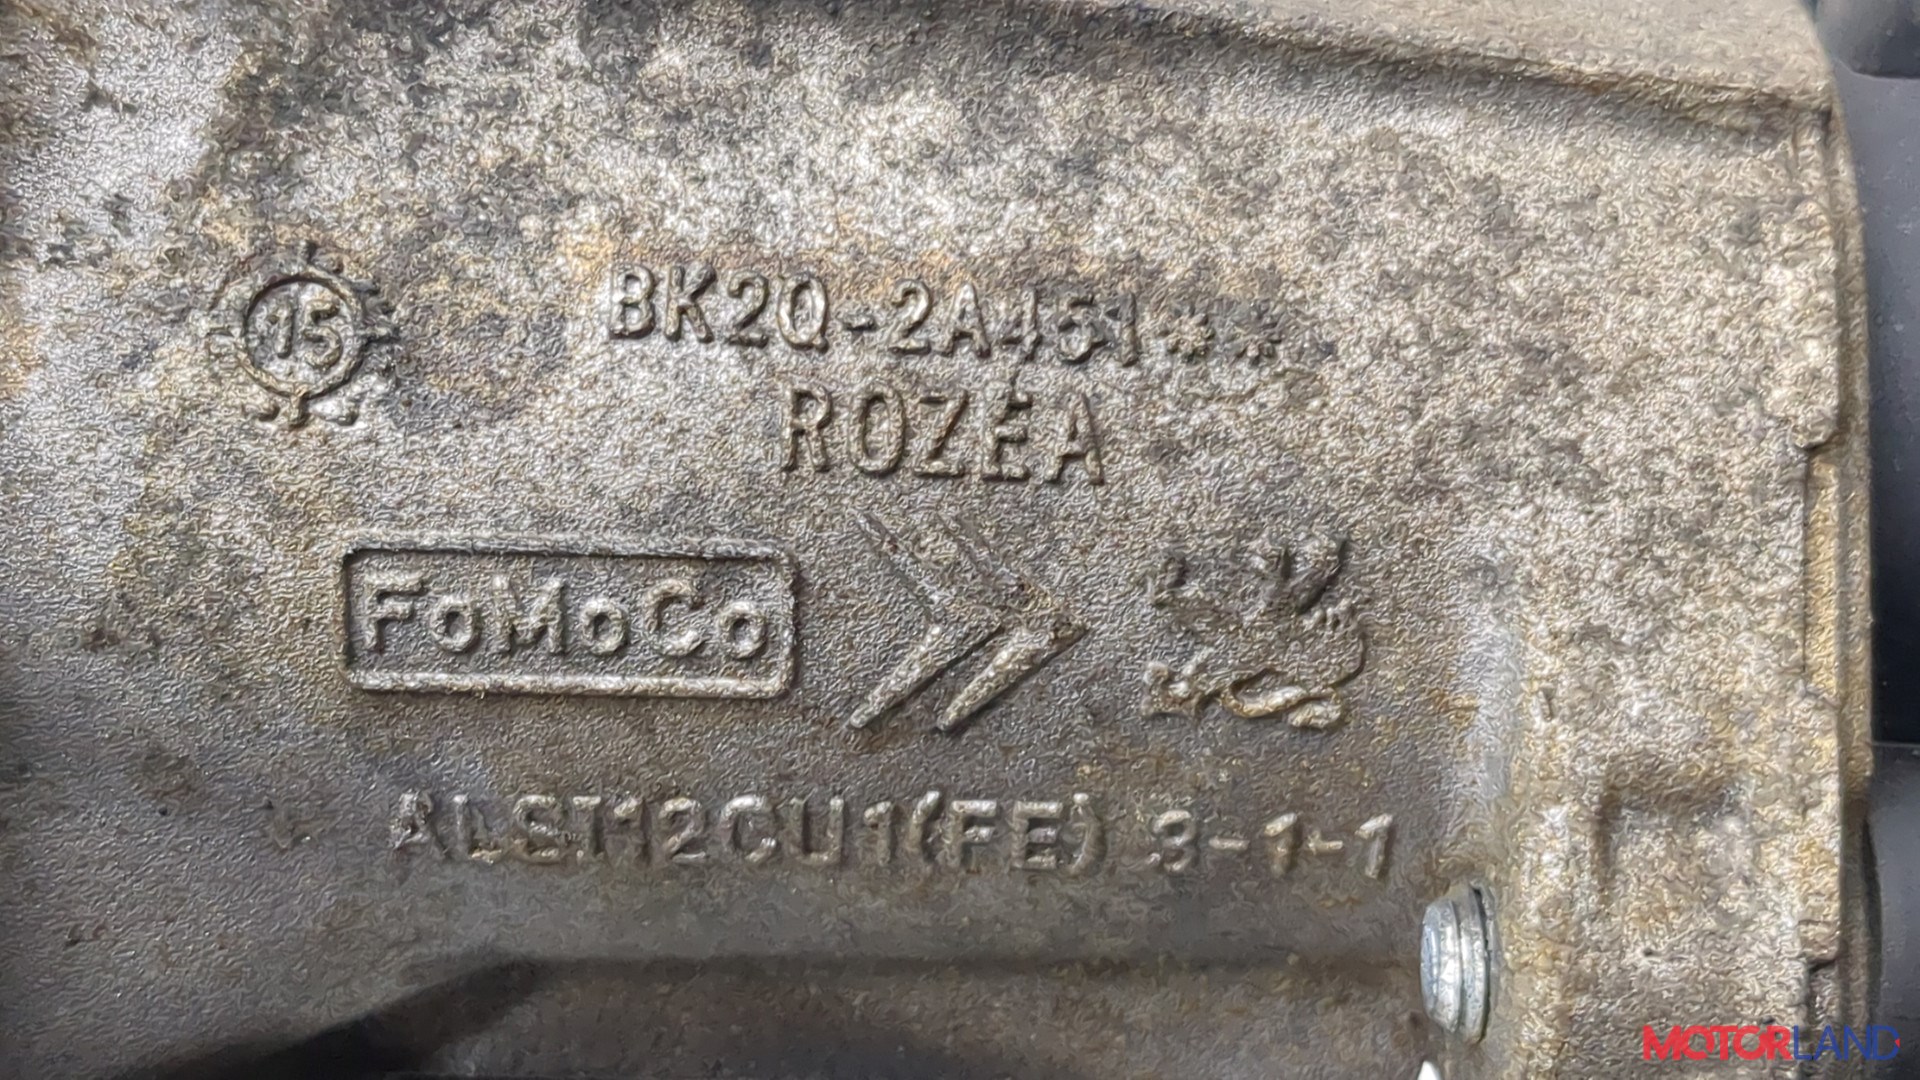 15
BK2Q-2A451**
ROZEA
FoMoCo
ALST12CU1(FE) 3-1-1
MOTORLAND